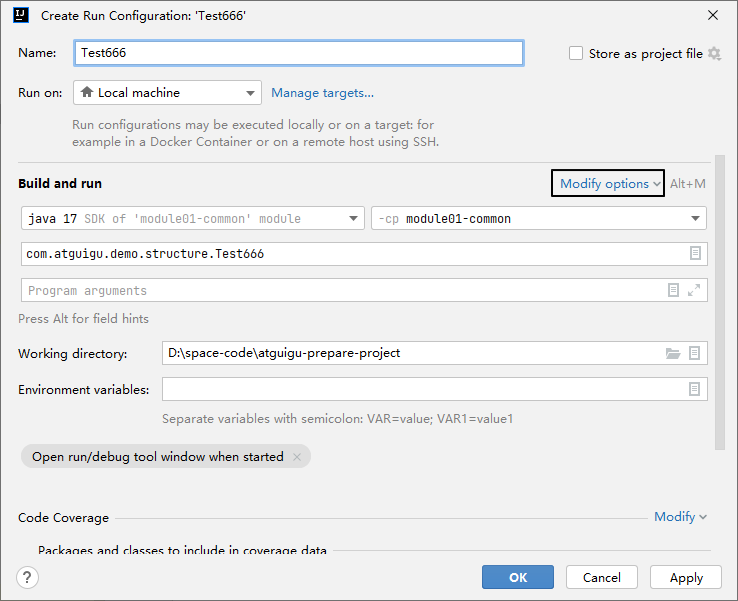 Create Run Configuration: 'Test666'
Name: Test666 Store as project file
Run on: Local machine Manage targets...
Run configurations may be executed locally or on a target: for
example in a Docker Container or on a remote host using SSH.
Build and run Modify options Alt+M
java 17 SDK of 'module01-common' module -cp module01-common
com.atguigu.demo.structure.Test666
Program arguments
Press Alt for field hints
Working directory: D:\space-code\atguigu-prepare-project
Environment variables:
Separate variables with semicolon: VAR=value; VAR1=value1
Open run/debug tool window when started
Code Coverage Modify
Packages and classes to include in coverage data
? OK Cancel Apply